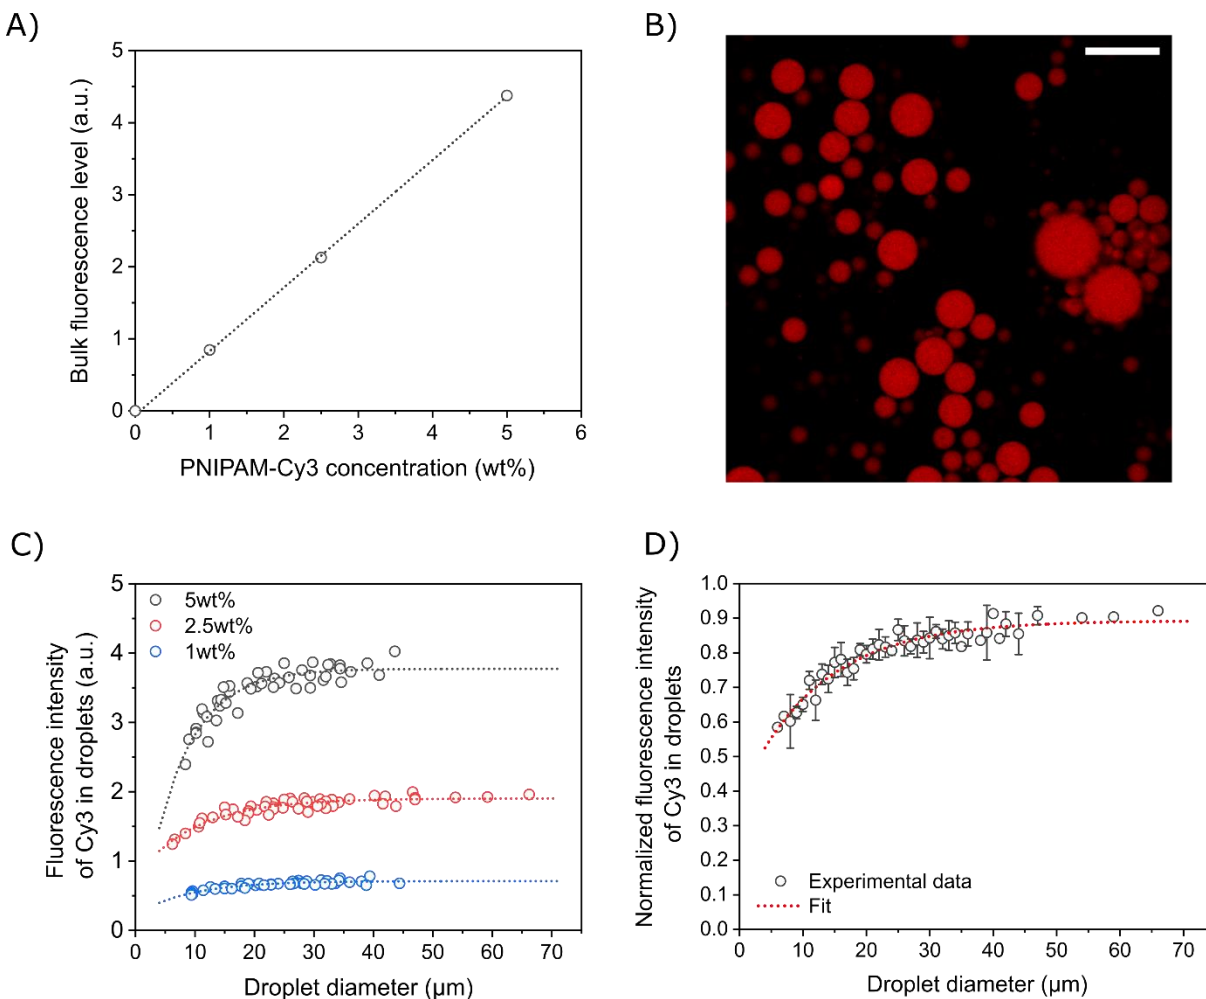 A)
Bulk fluorescence level (a.u.)
5
4
3
2
1
0
0 1 2 3 4 5 6
PNIPAM-Cy3 concentration (wt%)
B)
C)
Fluorescence intensity
of Cy3 in droplets (a.u.)
5
4
3
2
1
0
5wt%
2.5wt%
1wt%
0 10 20 30 40 50 60 70
Droplet diameter (µm)
D)
Normalized fluorescence intensity
of Cy3 in droplets
1.0
0.9
0.8
0.7
0.6
0.5
0.4
0.3
0.2
0.1
0.0
Experimental data
Fit
0 10 20 30 40 50 60 70
Droplet diameter (µm)